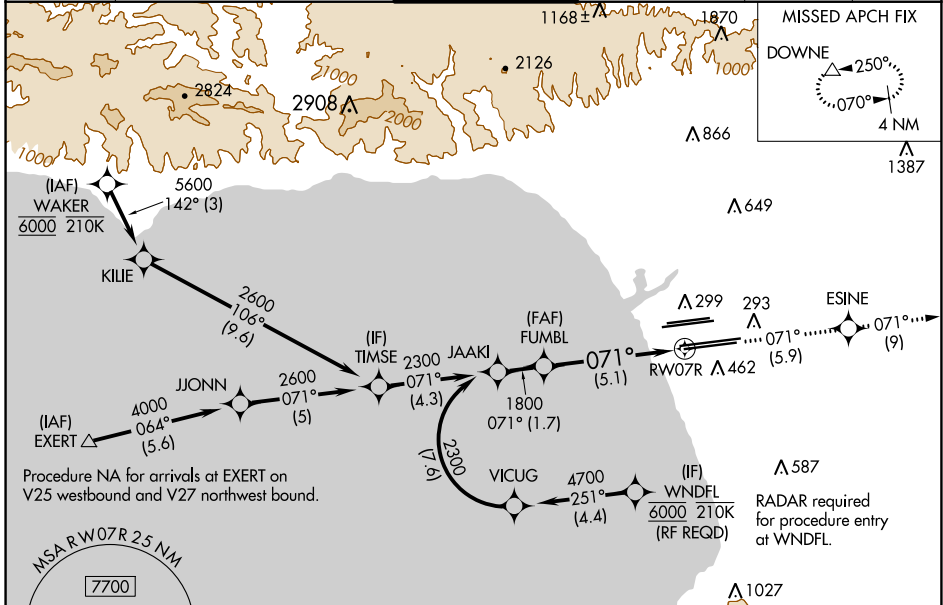 1168±
1870
MISSED APCH FIX
DOWNE
250°
070°
4 NM
1000
2126
1000
2824
2908
2000
866
1000
1387
(IAF)
WAKER
6000 210K
5600
142° (3)
649
KILIE
2600
106°
(9.6)
299
293
ESINE
(FAF)
FUMBL
(IF)
TIMSE
2300
071°
(4.3)
JAAKI
071°
(5.1)
RW07R
071°
(5.9)
071°
(9)
462
JJONN
2600
071°
(5)
1800
071° (1.7)
(IAF)
EXERT
4000
064°
(5.6)
2300
(7.6)
Procedure NA for arrivals at EXERT on
V25 westbound and V27 northwest bound.
VICUG
4700
251°
(4.4)
(IF)
WNDFL
6000 210K
(RF REQD)
587
RADAR required
for procedure entry
at WNDFL.
MSA RW07R 25 NM
7700
1027